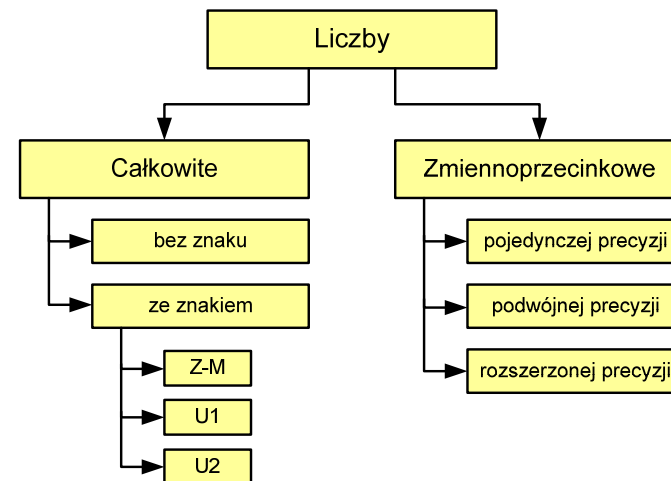 Liczby
Całkowite
Zmiennoprzecinkowe
bez znaku
pojedynczej precyzji
ze znakiem
podwójnej precyzji
Z-M
rozszerzonej precyzji
U1
U2